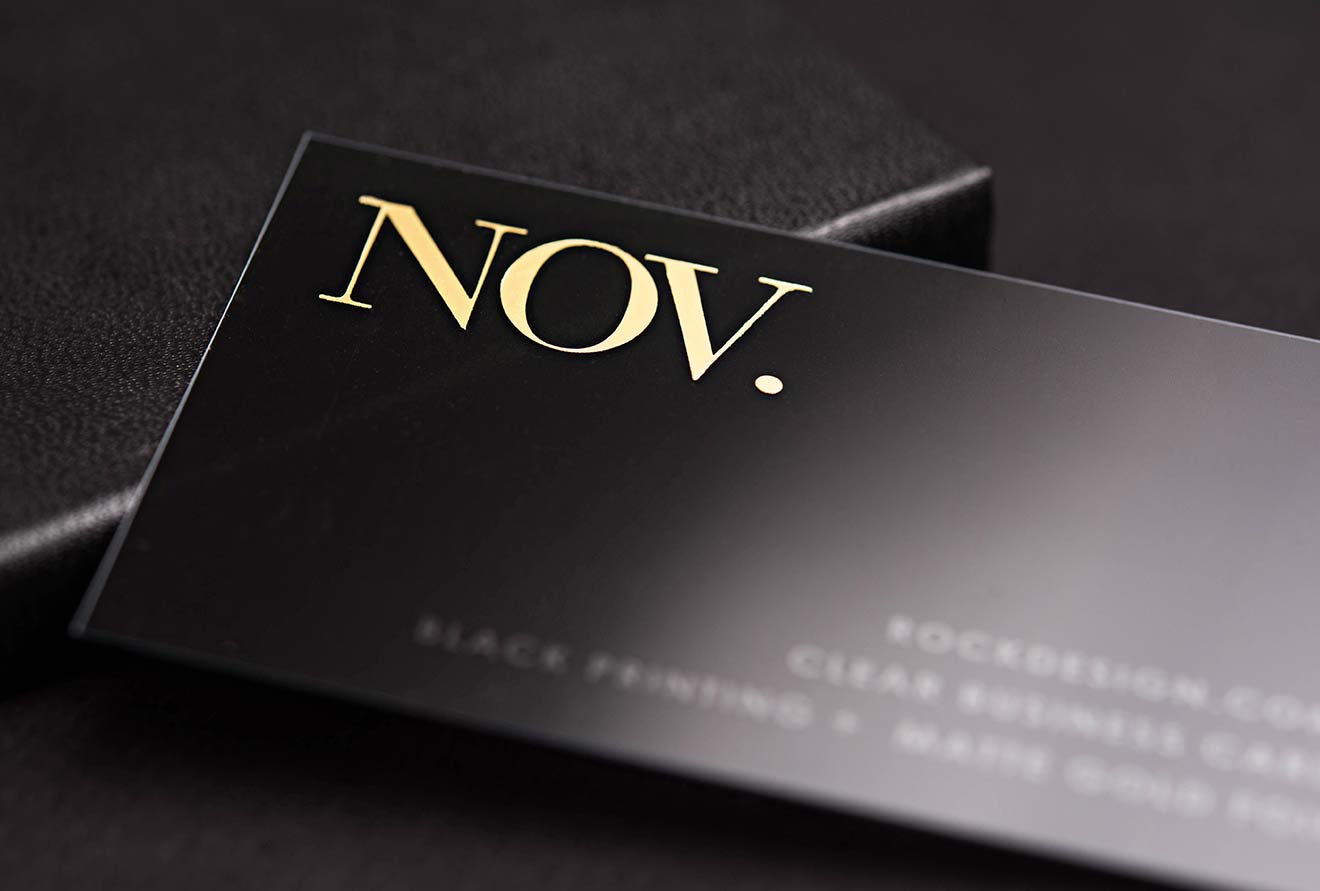 NOV.
ROCKDESIGN.CO
CLEAR BUSINESS CAR
BLACK PRINTING + MATTE GOLD FOI